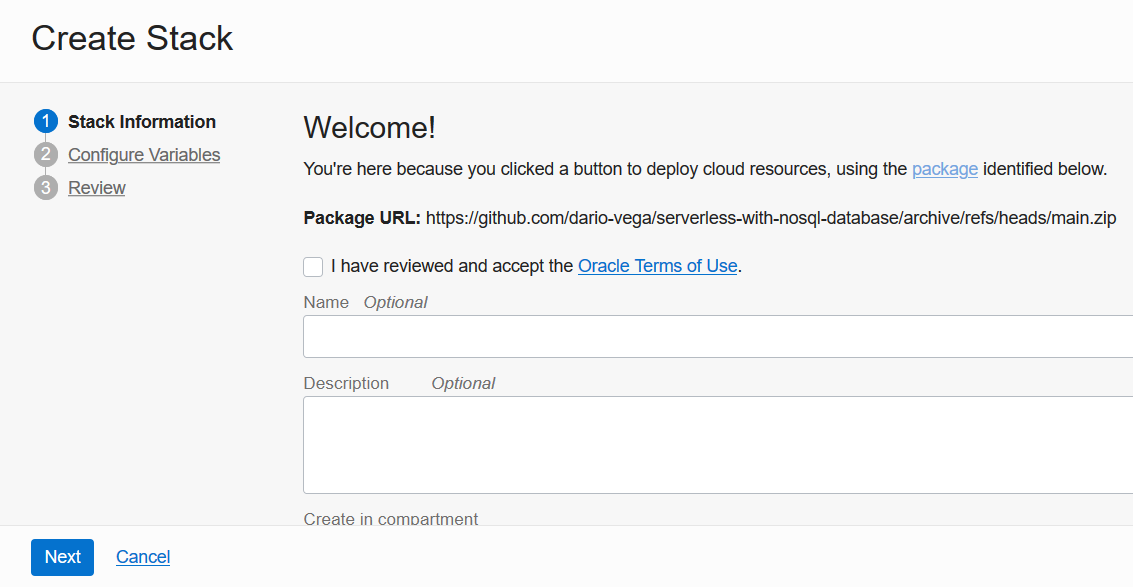 Create Stack
1 Stack Information
2 Configure Variables
3 Review
Welcome!
You're here because you clicked a button to deploy cloud resources, using the package identified below.
Package URL: https://github.com/dario-vega/serverless-with-nosql-database/archive/refs/heads/main.zip
I have reviewed and accept the Oracle Terms of Use.
Name Optional
Description Optional
Create in compartment
Next Cancel